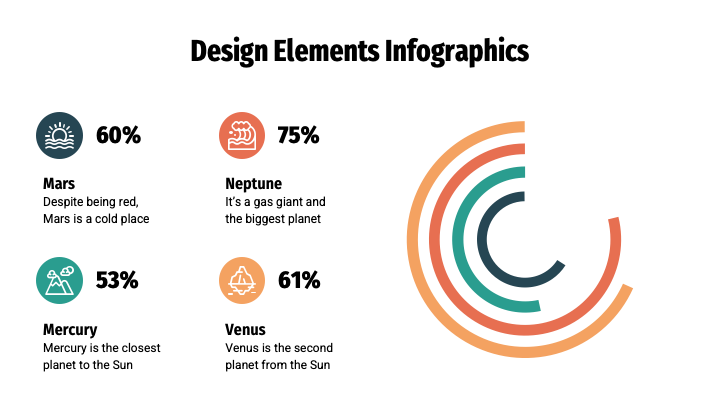 Design Elements Infographics
60%
Mars
Despite being red,
Mars is a cold place
75%
Neptune
It's a gas giant and
the biggest planet
53%
Mercury
Mercury is the closest
planet to the Sun
61%
Venus
Venus is the second
planet from the Sun